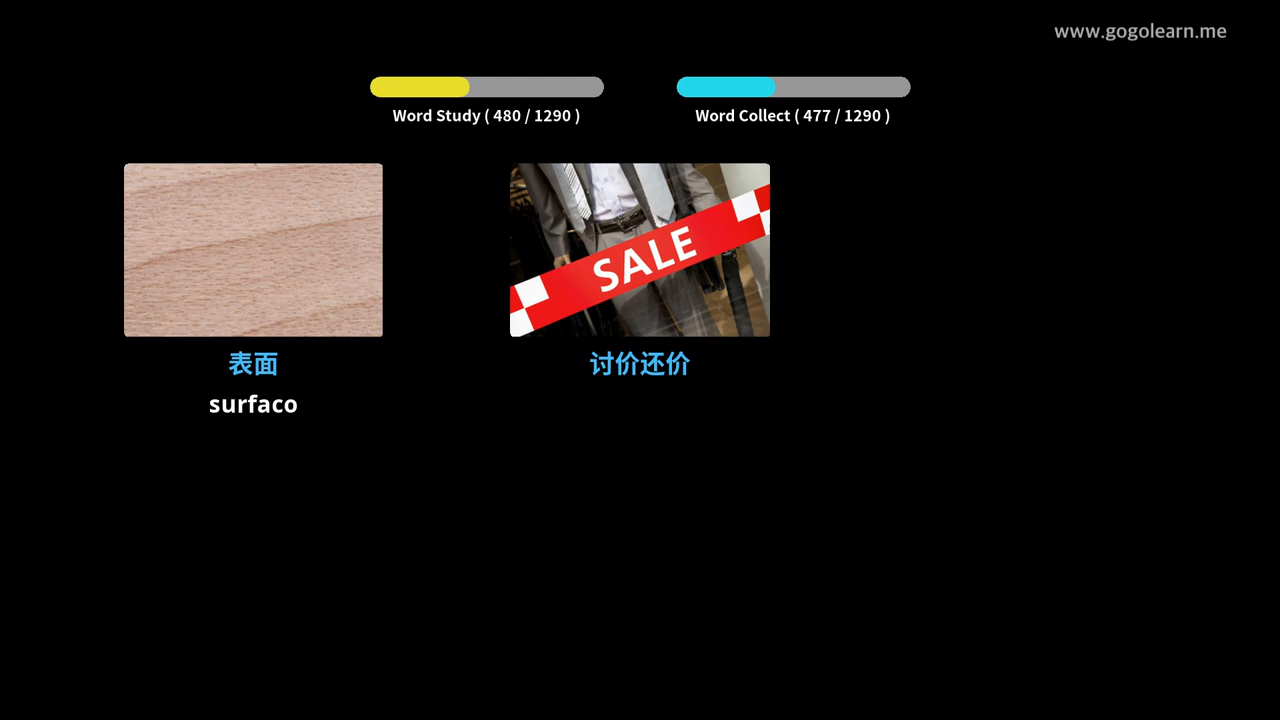 www.gogolearn.me
Word Study ( 480 / 1290 )
Word Collect ( 477 / 1290 )
SALE
表面
讨价还价
surfaco